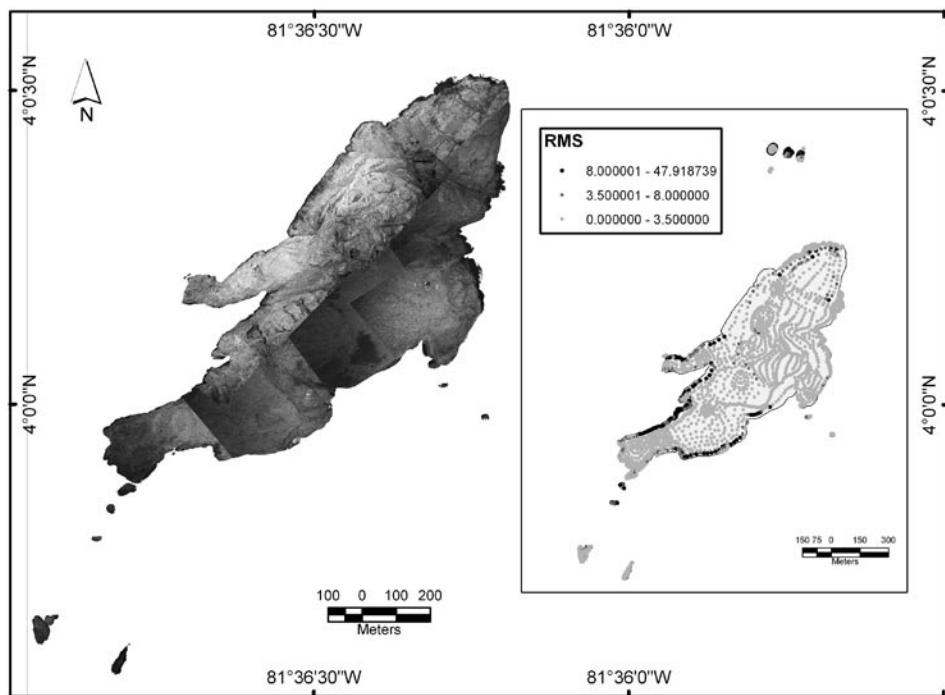 81°36'30"W 81°36'0"W
4°0'30"N 4°0'30"N
N
RMS
8.000001 - 47.918739
3.500001 - 8.000000
0.000000 - 3.500000
4°0'0"N 4°0'0"N
150 75 0 150 300
Meters
100 0 100 200
Meters
81°36'30"W 81°36'0"W